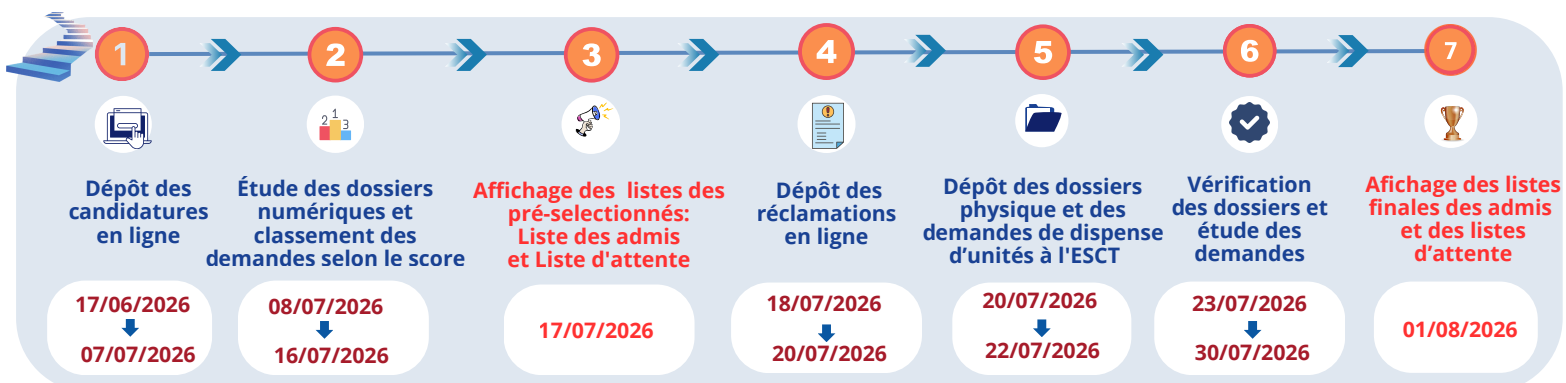 1
2
3
4
5
6
7
2 1 3
Dépôt des
candidatures
en ligne
17/06/2026
07/07/2026
Étude des dossiers
numériques et
classement des
demandes selon le score
08/07/2026
16/07/2026
Affichage des listes des
pré-selectionnés:
Liste des admis
et Liste d'attente
17/07/2026
Dépôt des
réclamations
en ligne
18/07/2026
20/07/2026
Dépôt des dossiers
physique et des
demandes de dispense
d'unités à l'ESCT
20/07/2026
22/07/2026
Vérification
des dossiers et
étude des
demandes
23/07/2026
30/07/2026
Afichage des listes
finales des admis
et des listes
d'attente
01/08/2026